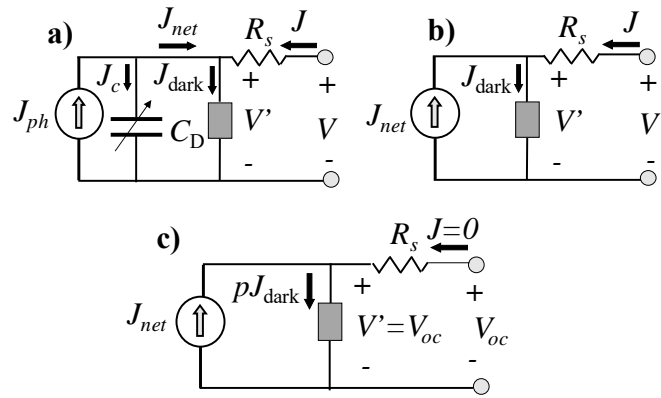 a)
J_net
R_s
J
J_ph
J_c
C_D
J_dark
+
V'
-
+
V
-
b)
R_s
J
J_net
J_dark
+
V'
-
+
V
-
c)
R_s
J=0
J_net
pJ_dark
+
V'=V_oc
-
+
V_oc
-